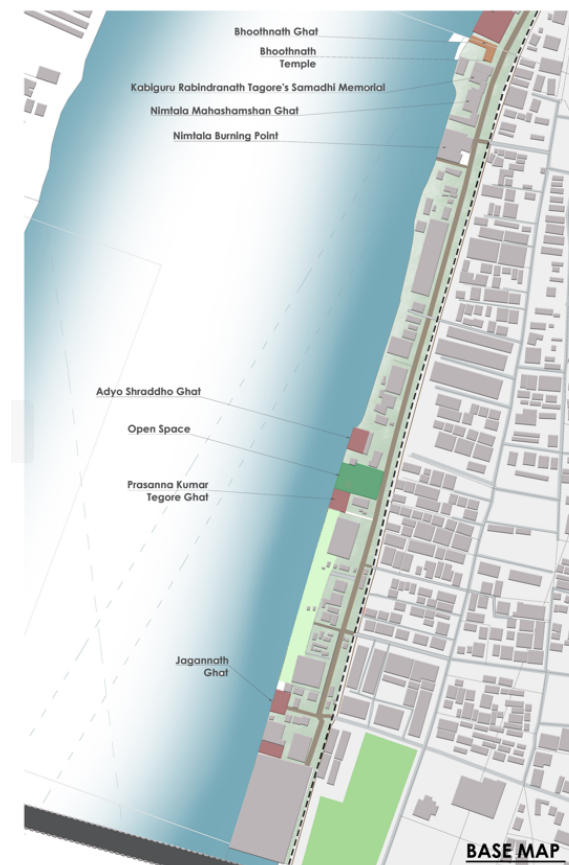 Bhoothnath Ghat
Bhoothnath
Temple
Kabiguru Rabindranath Tagore's Samadhi Memorial
Nimtala Mahashamshan Ghat
Nimtala Burning Point
Adyo Shraddho Ghat
Open Space
Prasanna Kumar
Tegore Ghat
Jagannath
Ghat
BASE MAP